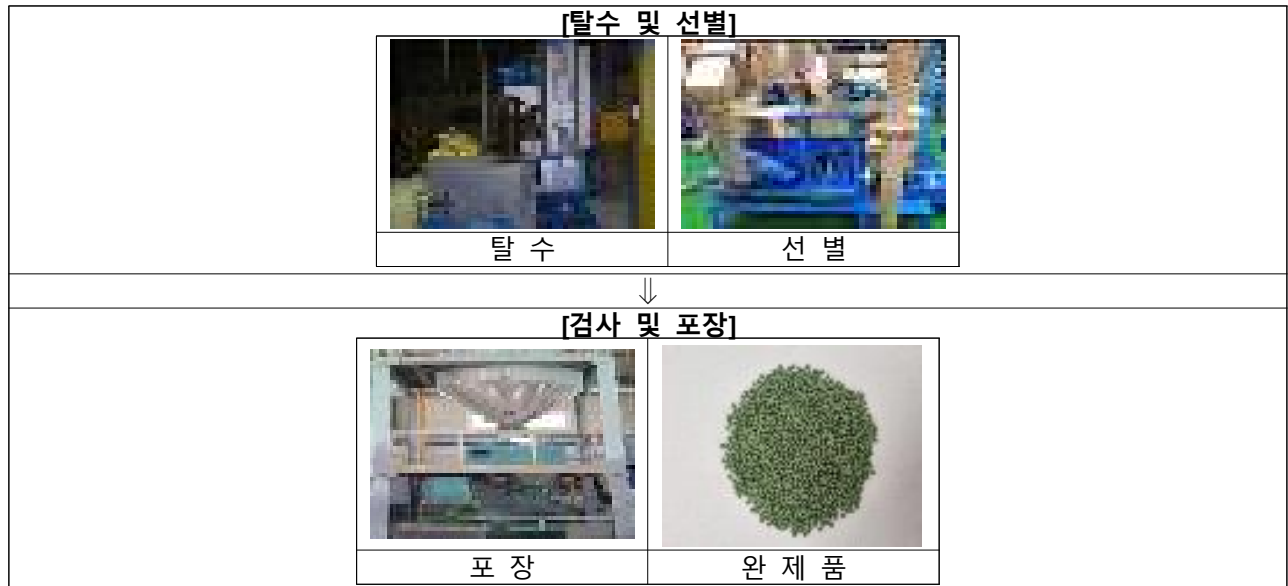 [탈수 및 선별]
탈 수 선 별
⇓
[검사 및 포장]
포 장 완 제 품